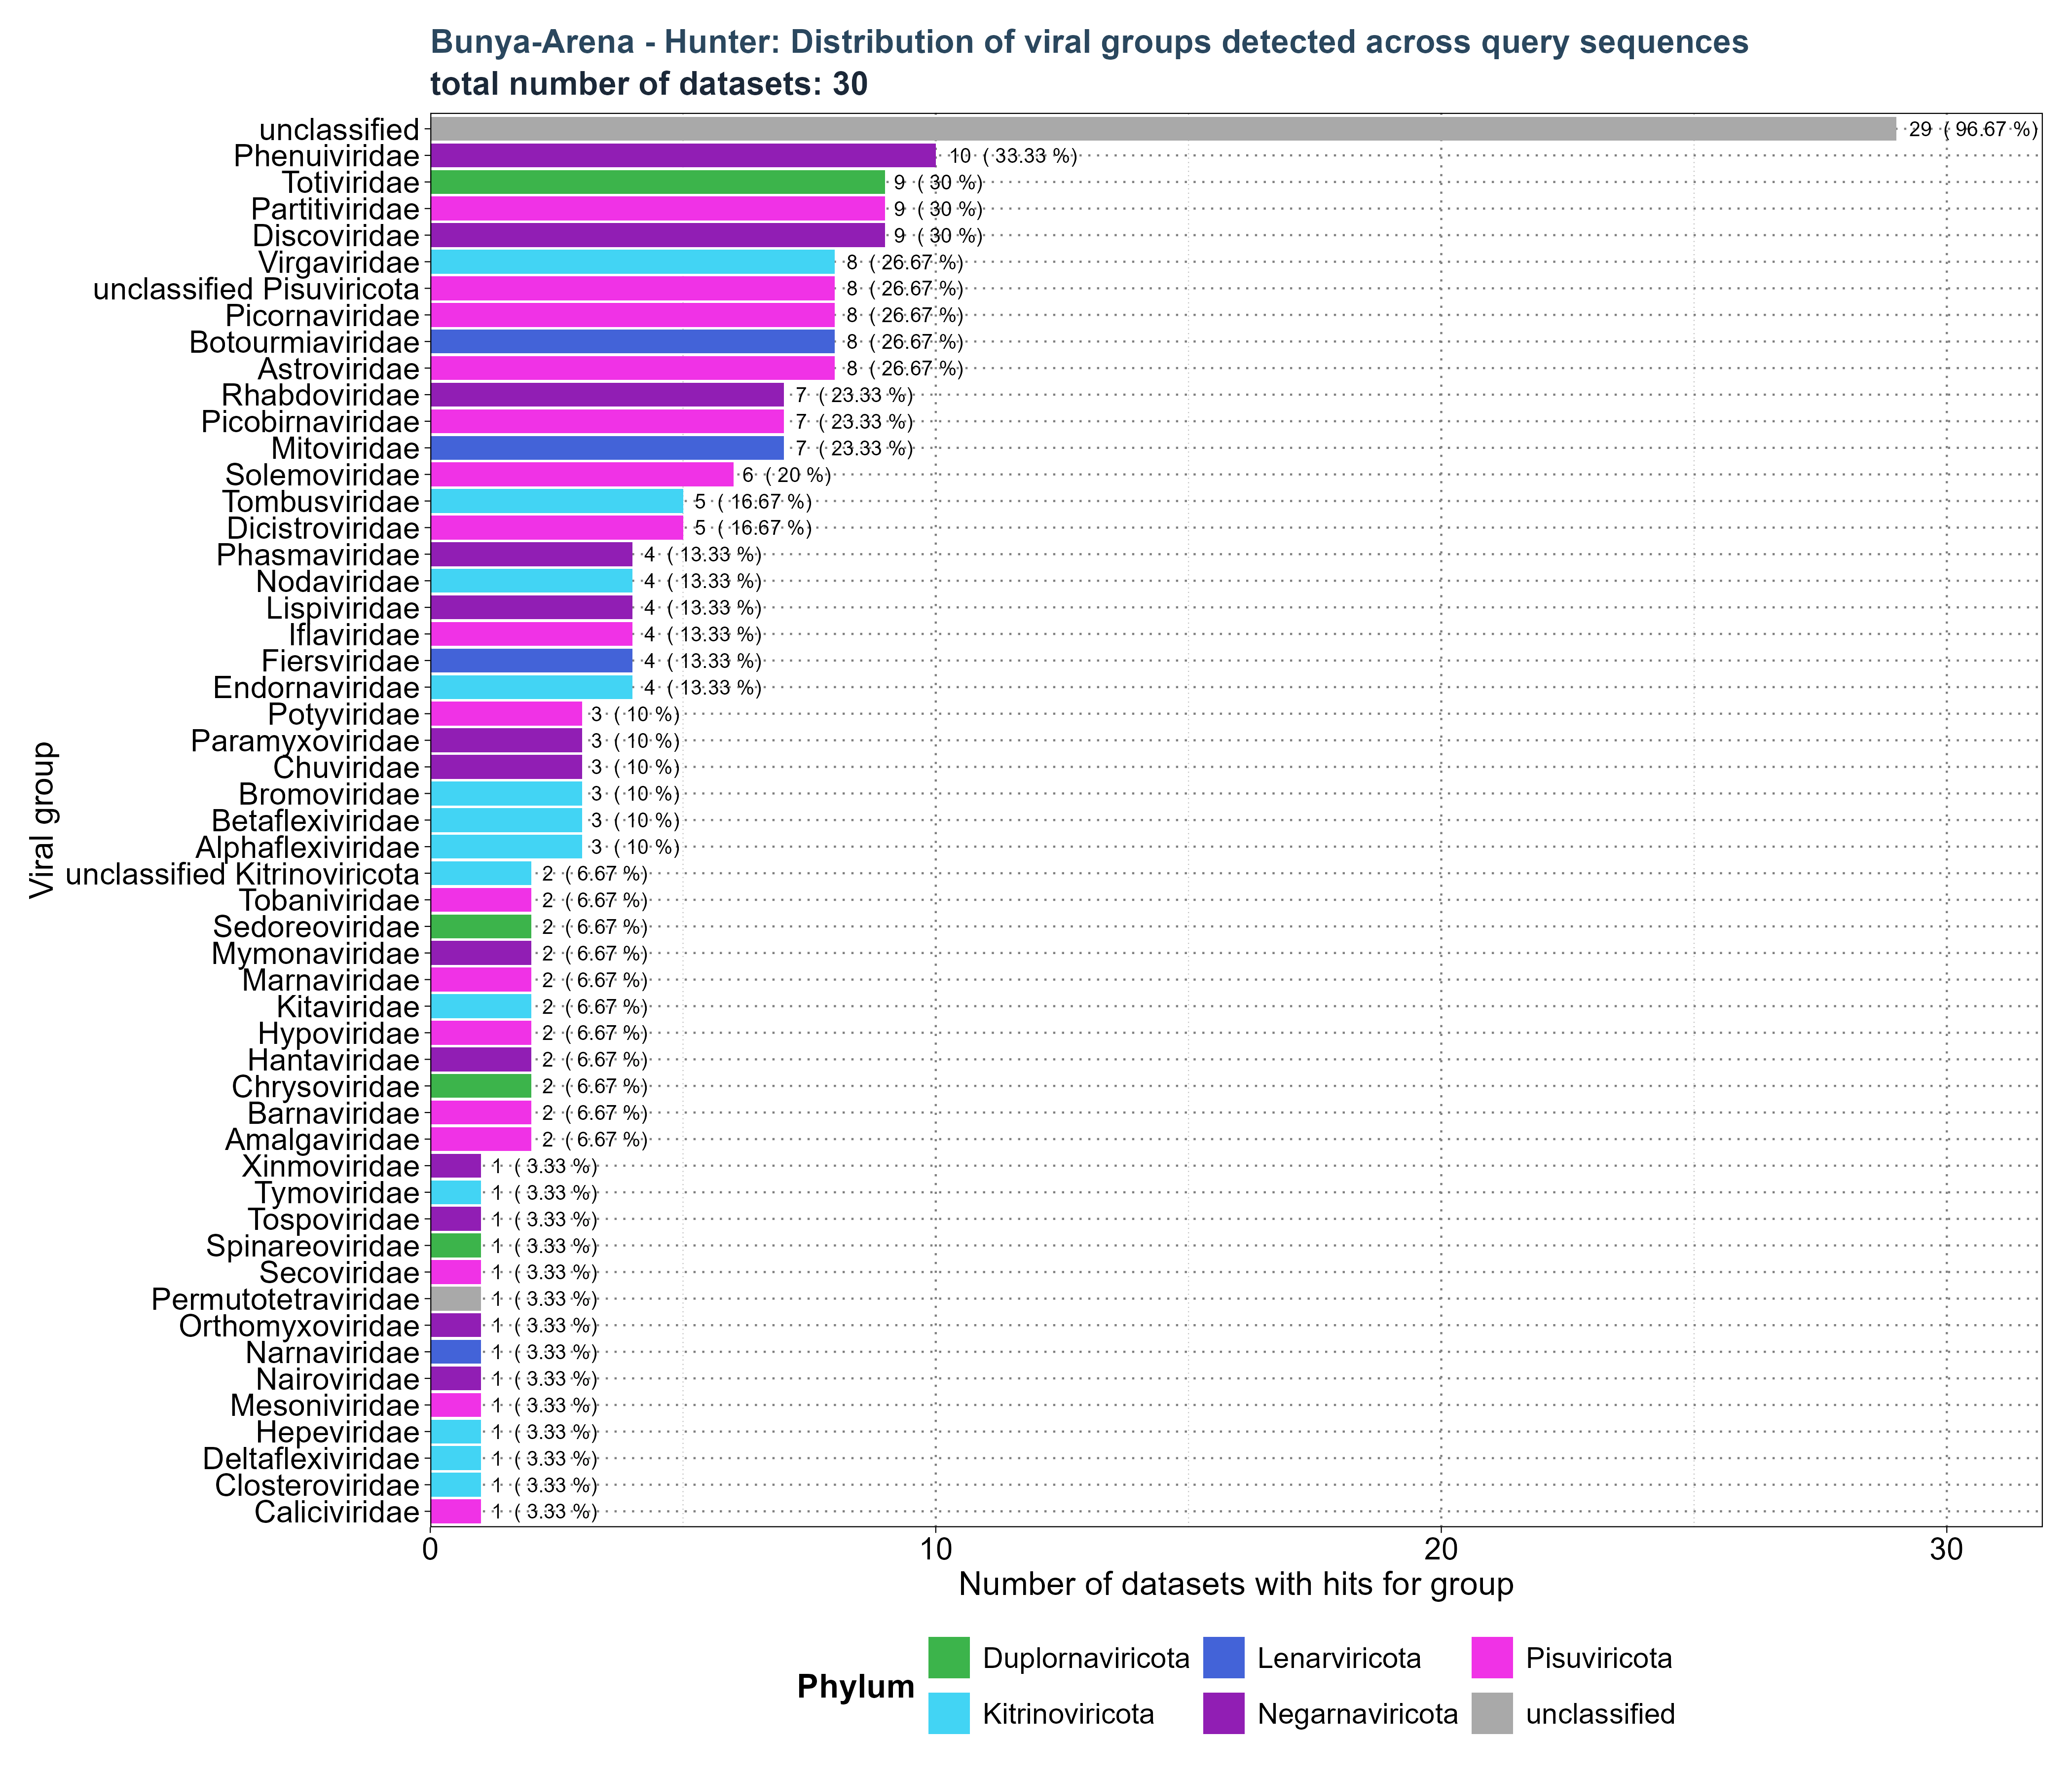 Bunya-Arena - Hunter: Distribution of viral groups detected across query sequences
total number of datasets: 30
Viral group
unclassified 29 ( 96.67 %)
Phenuiviridae 10 ( 33.33 %)
Totiviridae 9 ( 30 %)
Partitiviridae 9 ( 30 %)
Discoviridae 9 ( 30 %)
Virgaviridae 8 ( 26.67 %)
unclassified Pisuviricota 8 ( 26.67 %)
Picornaviridae 8 ( 26.67 %)
Botourmiaviridae 8 ( 26.67 %)
Astroviridae 8 ( 26.67 %)
Rhabdoviridae 7 ( 23.33 %)
Picobirnaviridae 7 ( 23.33 %)
Mitoviridae 7 ( 23.33 %)
Solemoviridae 6 ( 20 %)
Tombusviridae 5 ( 16.67 %)
Dicistroviridae 5 ( 16.67 %)
Phasmaviridae 4 ( 13.33 %)
Nodaviridae 4 ( 13.33 %)
Lispiviridae 4 ( 13.33 %)
Iflaviridae 4 ( 13.33 %)
Fiersviridae 4 ( 13.33 %)
Endornaviridae 4 ( 13.33 %)
Potyviridae 3 ( 10 %)
Paramyxoviridae 3 ( 10 %)
Chuviridae 3 ( 10 %)
Bromoviridae 3 ( 10 %)
Betaflexiviridae 3 ( 10 %)
Alphaflexiviridae 3 ( 10 %)
unclassified Kitrinoviricota 2 ( 6.67 %)
Tobaniviridae 2 ( 6.67 %)
Sedoreoviridae 2 ( 6.67 %)
Mymonaviridae 2 ( 6.67 %)
Marnaviridae 2 ( 6.67 %)
Kitaviridae 2 ( 6.67 %)
Hypoviridae 2 ( 6.67 %)
Hantaviridae 2 ( 6.67 %)
Chrysoviridae 2 ( 6.67 %)
Barnaviridae 2 ( 6.67 %)
Amalgaviridae 2 ( 6.67 %)
Xinmoviridae 1 ( 3.33 %)
Tymoviridae 1 ( 3.33 %)
Tospoviridae 1 ( 3.33 %)
Spinareoviridae 1 ( 3.33 %)
Secoviridae 1 ( 3.33 %)
Permutotetraviridae 1 ( 3.33 %)
Orthomyxoviridae 1 ( 3.33 %)
Narnaviridae 1 ( 3.33 %)
Nairoviridae 1 ( 3.33 %)
Mesoniviridae 1 ( 3.33 %)
Hepeviridae 1 ( 3.33 %)
Deltaflexiviridae 1 ( 3.33 %)
Closteroviridae 1 ( 3.33 %)
Caliciviridae 1 ( 3.33 %)
0 10 20 30
Number of datasets with hits for group
Phylum
Duplornaviricota Lenarviricota Pisuviricota
Kitrinoviricota Negarnaviricota unclassified